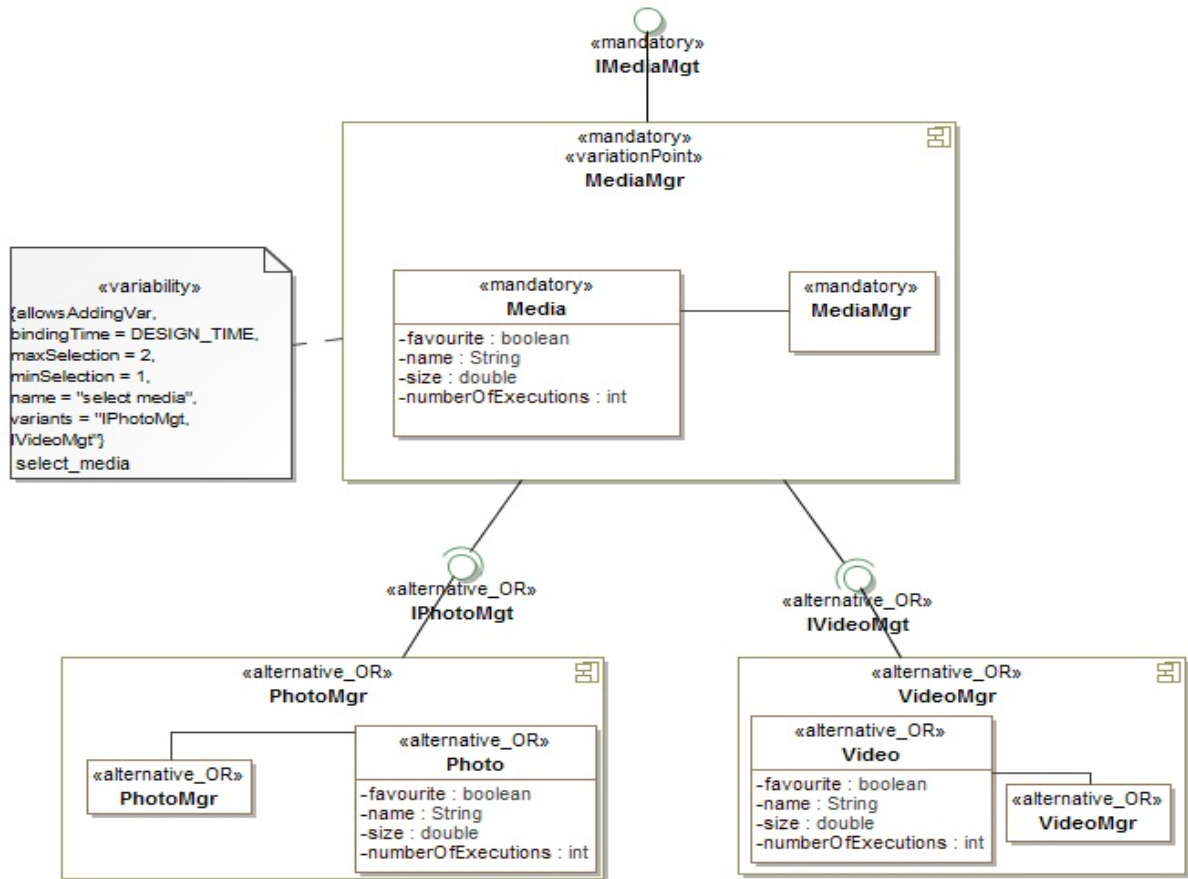 «mandatory»
IMediaMgt
«mandatory»
«variationPoint»
MediaMgr
«variability»
{allowsAddingVar,
bindingTime = DESIGN_TIME,
maxSelection = 2,
minSelection = 1,
name = "select media",
variants = "IPhotoMgt,
IVideoMgt"}
select_media
«mandatory»
Media
-favourite : boolean
-name : String
-size : double
-numberOfExecutions : int
«mandatory»
MediaMgr
«alternative_OR»
IPhotoMgt
«alternative_OR»
IVideoMgt
«alternative_OR»
PhotoMgr
«alternative_OR»
PhotoMgr
«alternative_OR»
Photo
-favourite : boolean
-name : String
-size : double
-numberOfExecutions : int
«alternative_OR»
VideoMgr
«alternative_OR»
Video
-favourite : boolean
-name : String
-size : double
-numberOfExecutions : int
«alternative_OR»
VideoMgr